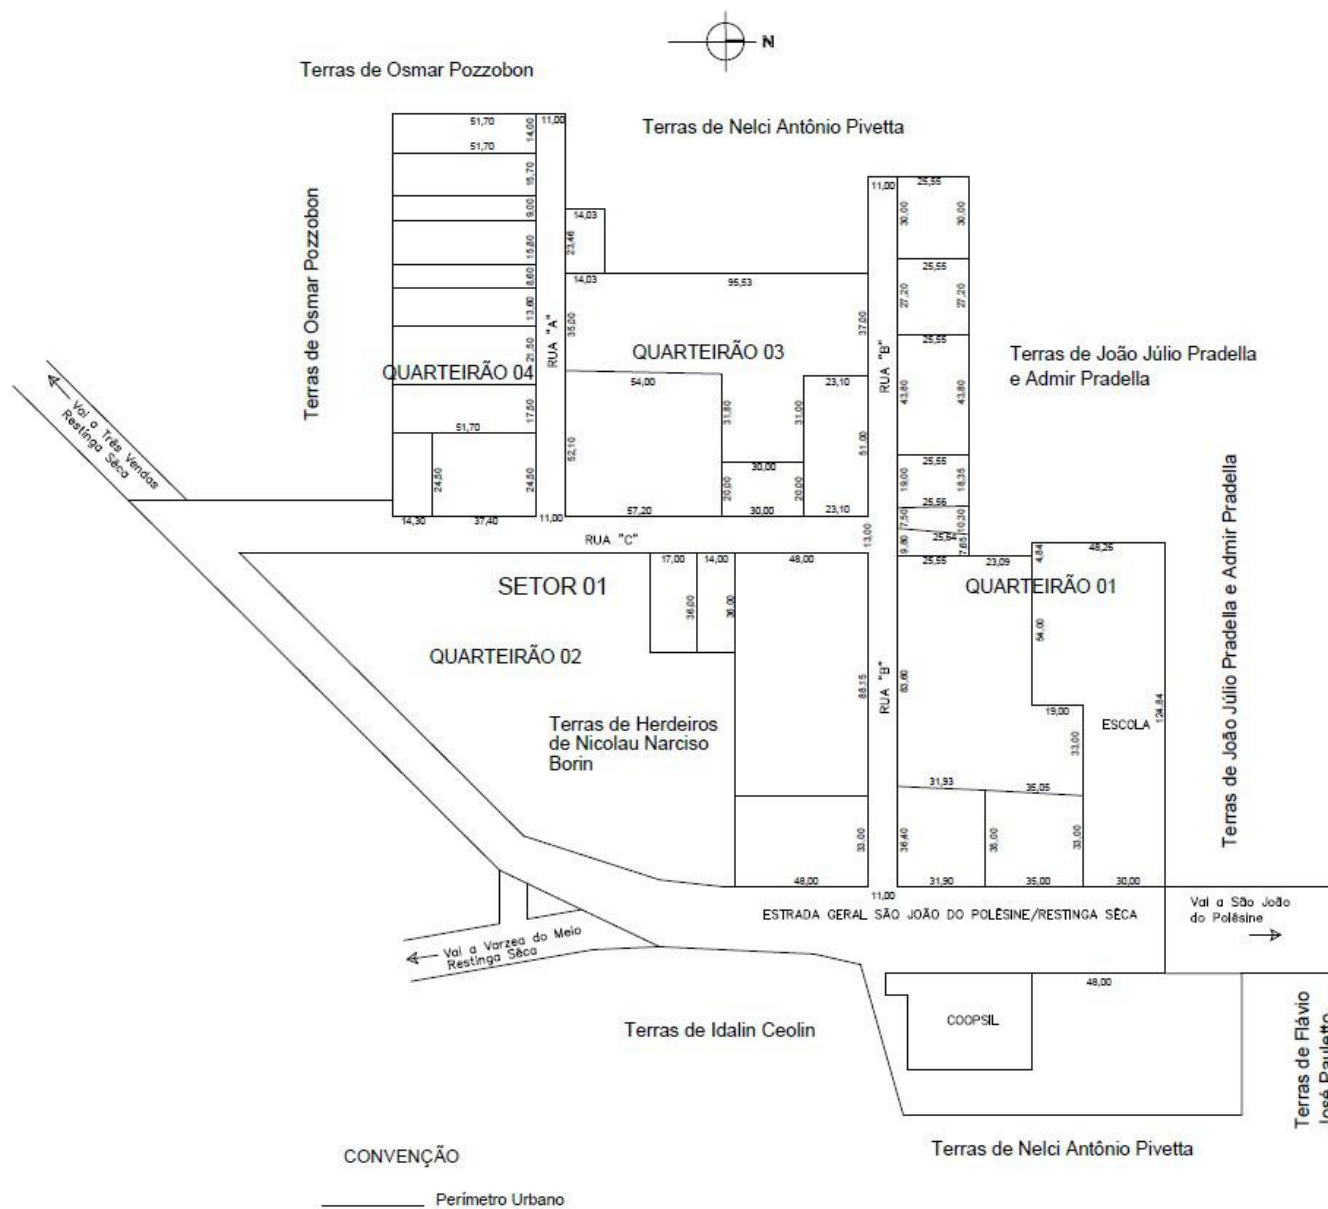 N
Terras de Osmar Pozzobon
Terras de Nelci Antônio Pivetta
51,70
11,00
14,00
51,70
15,70
9,00
15,80
8,60
13,60
21,50
17,50
51,70
24,50
24,50
14,30
37,40
11,00
Terras de Osmar Pozzobon
QUARTEIRÃO 04
RUA "A"
14,03
23,46
14,03
95,53
35,00
37,00
QUARTEIRÃO 03
54,00
23,10
31,80
31,00
52,10
51,00
30,00
20,00
20,00
57,20
30,00
23,10
RUA "B"
11,00
25,55
30,00
30,00
25,55
27,20
27,20
25,55
43,80
43,80
25,55
19,00
18,35
25,56
7,50
10,30
25,64
9,80
7,65
25,55
23,09
13,00
Terras de João Júlio Pradella
e Admir Pradella
Vai a Três Vendas
Restinga Sêca
RUA "C"
SETOR 01
QUARTEIRÃO 02
17,00
14,00
48,00
36,00
36,00
88,15
33,00
48,00
Terras de Herdeiros
de Nicolau Narciso
Borin
RUA "B"
83,60
QUARTEIRÃO 01
4,84
48,25
54,00
19,00
33,00
ESCOLA
124,84
31,93
35,05
36,40
35,00
33,00
31,90
35,00
30,00
11,00
Terras de João Júlio Pradella e Admir Pradella
ESTRADA GERAL SÃO JOÃO DO POLÊSINE/RESTINGA SÊCA
Vai a São João
do Polêsine
Vai a Varzea do Meio
Restinga Sêca
48,00
COOPSIL
Terras de Idalin Ceolin
Terras de Flávio
José Pauletto
Terras de Nelci Antônio Pivetta
CONVENÇÃO
Perímetro Urbano